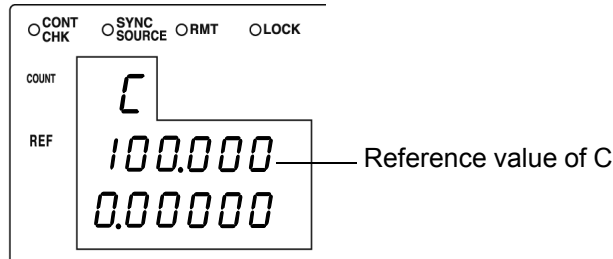 CONT CHK SYNC SOURCE RMT LOCK
COUNT C
REF 100.000 Reference value of C
0.00000